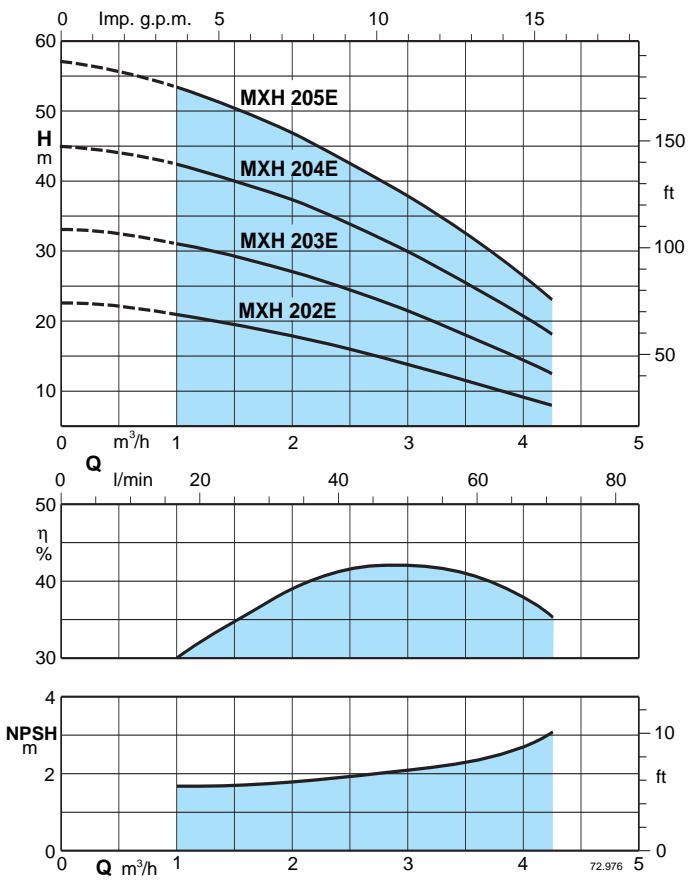 0 Imp. g.p.m. 5 10 15
60
50
H
m
40
30
20
10
MXH 205E
MXH 204E
MXH 203E
MXH 202E
150
ft
100
50
0 m³/h 1 2 3 4 5
Q
0 l/min 20 40 60 80
50
η
%
40
30
4
NPSH
m
2
0
10
ft
0
0 Q m³/h 1 2 3 4 72.976 5